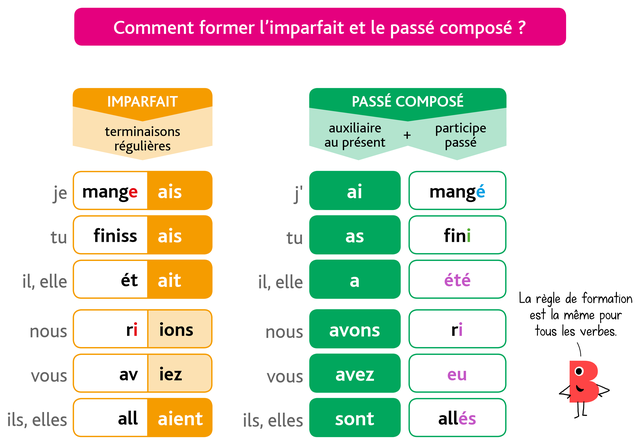 Comment former l'imparfait et le passé composé ?
IMPARFAIT
terminaisons
régulières
je mange ais
tu finiss ais
il, elle ét ait
nous ri ions
vous av iez
ils, elles all aient
PASSÉ COMPOSÉ
auxiliaire
au présent
+
participe
passé
j' ai mangé
tu as fini
il, elle a été
nous avons ri
vous avez eu
ils, elles sont allés
La règle de formation
est la même pour
tous les verbes.
B